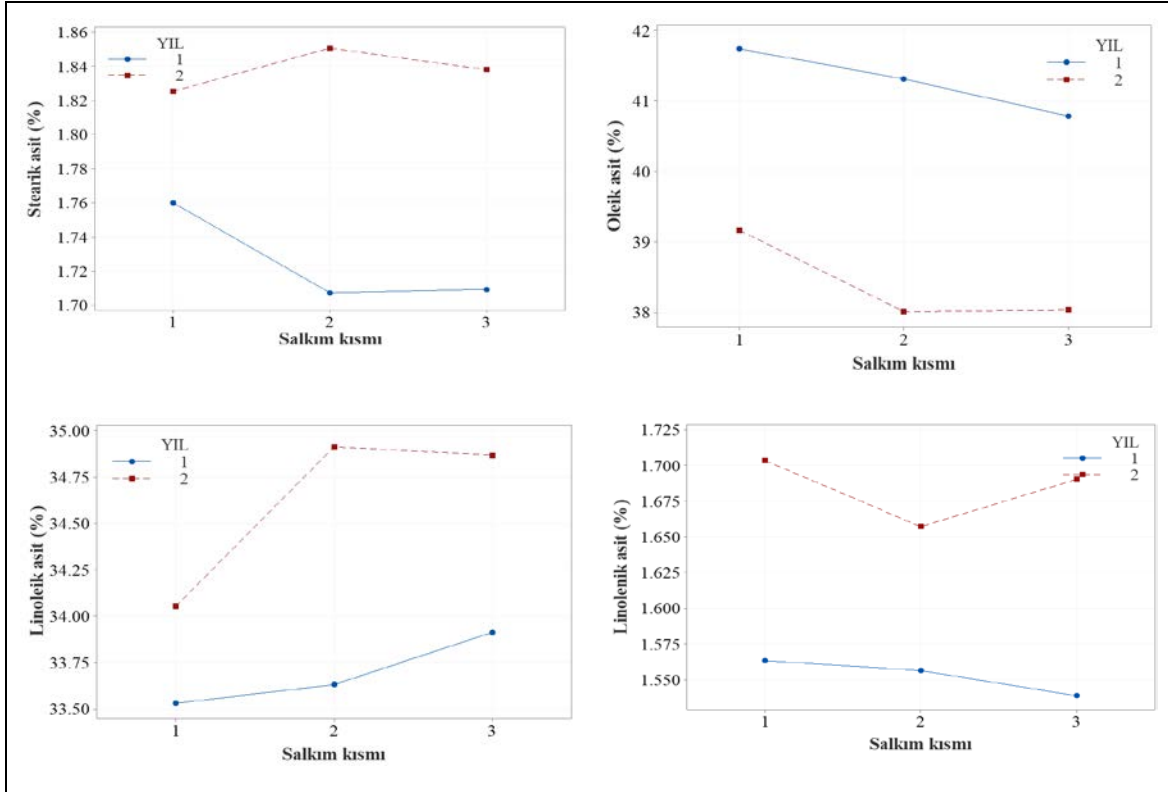 Stearik asit (%)
1.86
1.84
1.82
1.80
1.78
1.76
1.74
1.72
1.70
YIL
1
2
1 2 3
Salkım kısmı
Oleik asit (%)
42
41
40
39
38
YIL
1
2
1 2 3
Salkım kısmı
Linoleik asit (%)
35.00
34.75
34.50
34.25
34.00
33.75
33.50
YIL
1
2
1 2 3
Salkım kısmı
Linolenik asit (%)
1.725
1.700
1.675
1.650
1.625
1.600
1.575
1.550
YIL
1
2
1 2 3
Salkım kısmı